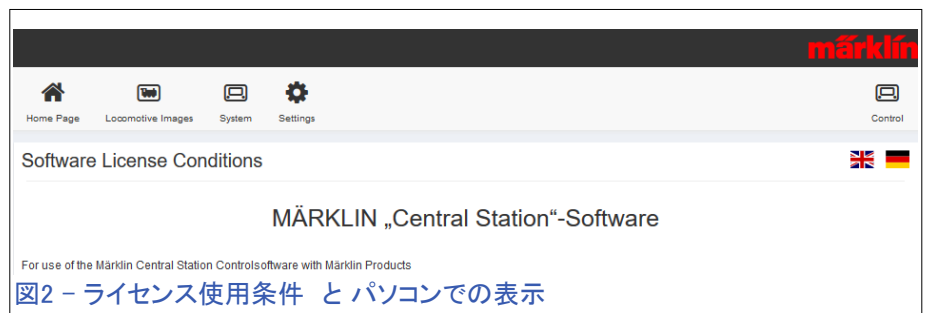 märklin
Home Page Locomotive Images System Settings Control
Software License Conditions
MÄRKLIN „Central Station“-Software
For use of the Märklin Central Station Controlsoftware with Märklin Products
図2 − ライセンス使用条件 と パソコンでの表示